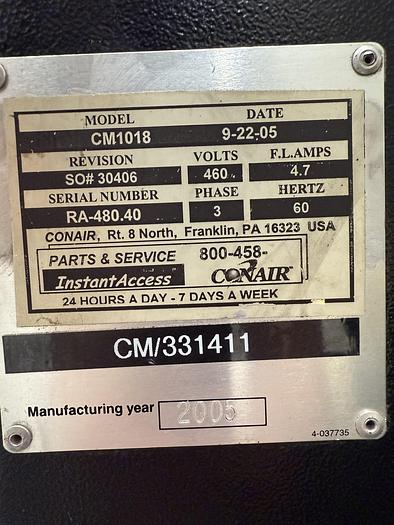 MODEL DATE
CM1018 9-22-05
REVISION VOLTS F.L.AMPS
SO# 30406 460 4.7
SERIAL NUMBER PHASE HERTZ
RA-480.40 3 60
CONAIR, Rt. 8 North, Franklin, PA 16323 USA
PARTS & SERVICE 800-458-
InstantAccess CONAIR®
24 HOURS A DAY - 7 DAYS A WEEK
CM/331411
Manufacturing year 2005
4-037735